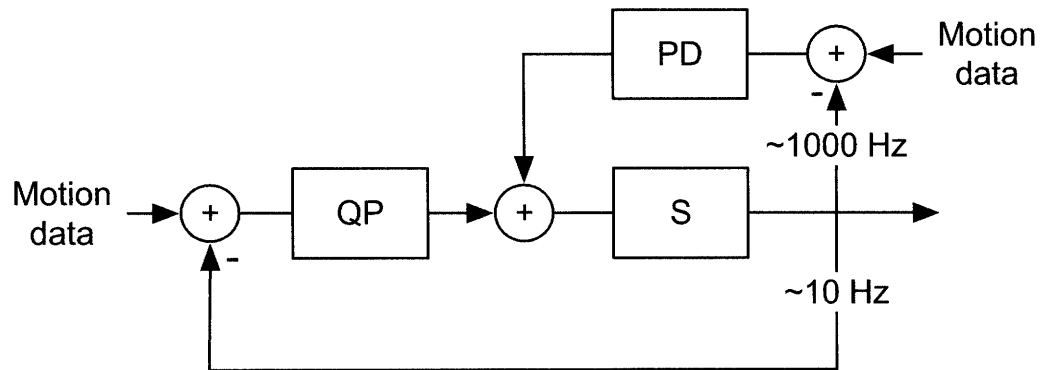 PD
+
Motion
data
-
~1000 Hz
Motion
data
+
-
QP
+
S
~10 Hz